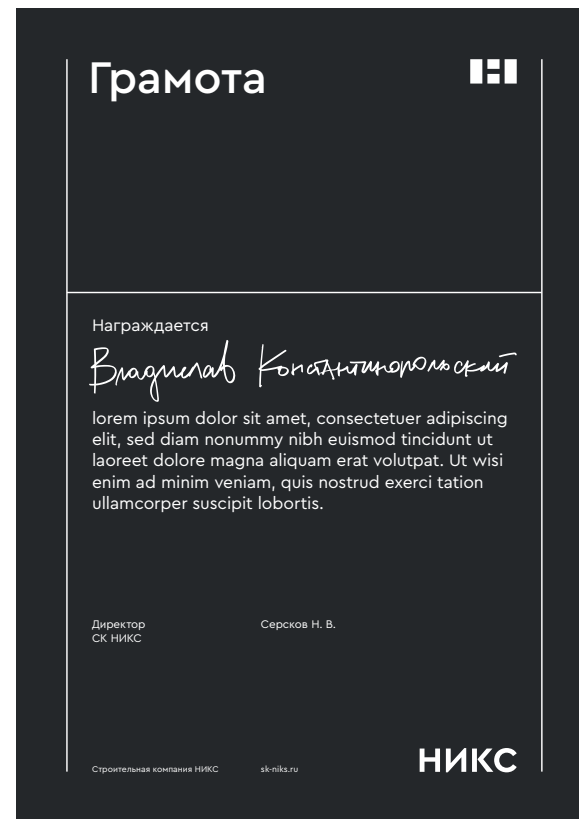 Грамота
Награждается
Владислав Константинопольский
lorem ipsum dolor sit amet, consectetuer adipiscing
elit, sed diam nonummy nibh euismod tincidunt ut
laoreet dolore magna aliquam erat volutpat. Ut wisi
enim ad minim veniam, quis nostrud exerci tation
ullamcorper suscipit lobortis.
Директор Серсков Н. В.
СК НИКС
Строительная компания НИКС sk-niks.ru НИКС